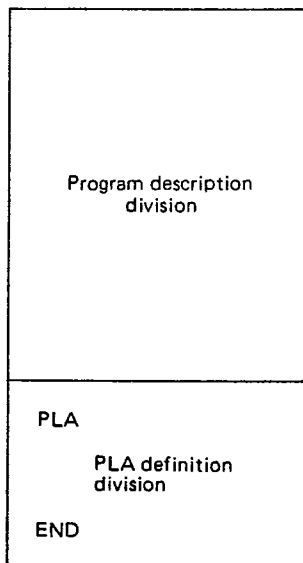 Program description
division
PLA
PLA definition
division
END